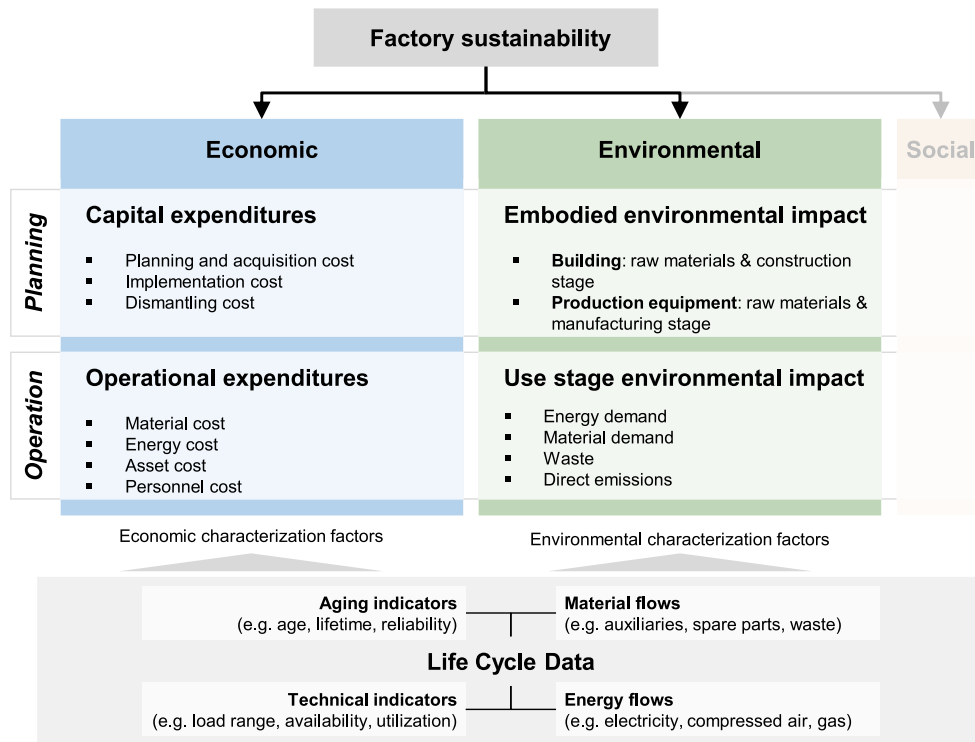 Factory sustainability
Economic
Environmental
Social
Planning
Capital expenditures
▪ Planning and acquisition cost
▪ Implementation cost
▪ Dismantling cost
Embodied environmental impact
▪ Building: raw materials & construction
stage
▪ Production equipment: raw materials &
manufacturing stage
Operation
Operational expenditures
▪ Material cost
▪ Energy cost
▪ Asset cost
▪ Personnel cost
Use stage environmental impact
▪ Energy demand
▪ Material demand
▪ Waste
▪ Direct emissions
Economic characterization factors
Environmental characterization factors
Aging indicators
(e.g. age, lifetime, reliability)
Material flows
(e.g. auxiliaries, spare parts, waste)
Life Cycle Data
Technical indicators
(e.g. load range, availability, utilization)
Energy flows
(e.g. electricity, compressed air, gas)